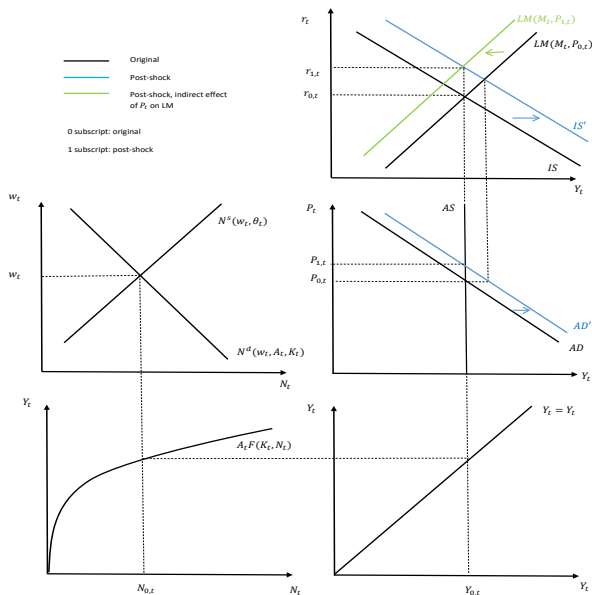 Original
Post-shock
Post-shock, indirect effect
of P_t on LM
0 subscript: original
1 subscript: post-shock
r_t
LM(M_t, P_{1,t})
LM(M_t, P_{0,t})
r_{1,t}
r_{0,t}
IS'
IS
Y_t
w_t
N^s(w_t, θ_t)
w_t
N^d(w_t, A_t, K_t)
N_t
P_t
AS
P_{1,t}
P_{0,t}
AD'
AD
Y_t
Y_t
A_tF(K_t, N_t)
N_{0,t}
N_t
Y_t
Y_t = Y_t
Y_{0,t}
Y_t